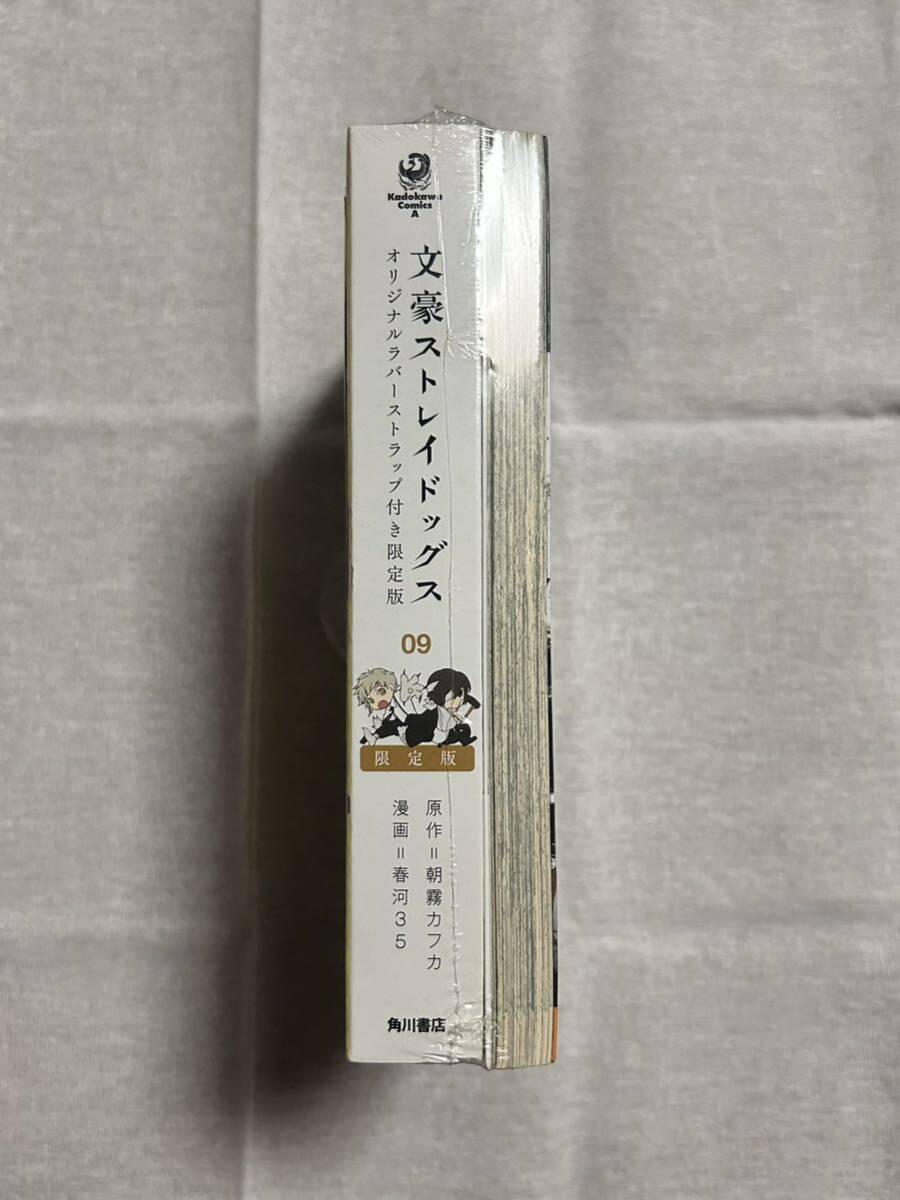 Kadokawa
Comics
A
文豪ストレイドッグス
オリジナルラバーストラップ付き限定版
09
限定版
原作＝朝霧カフカ
漫画＝春河35
角川書店